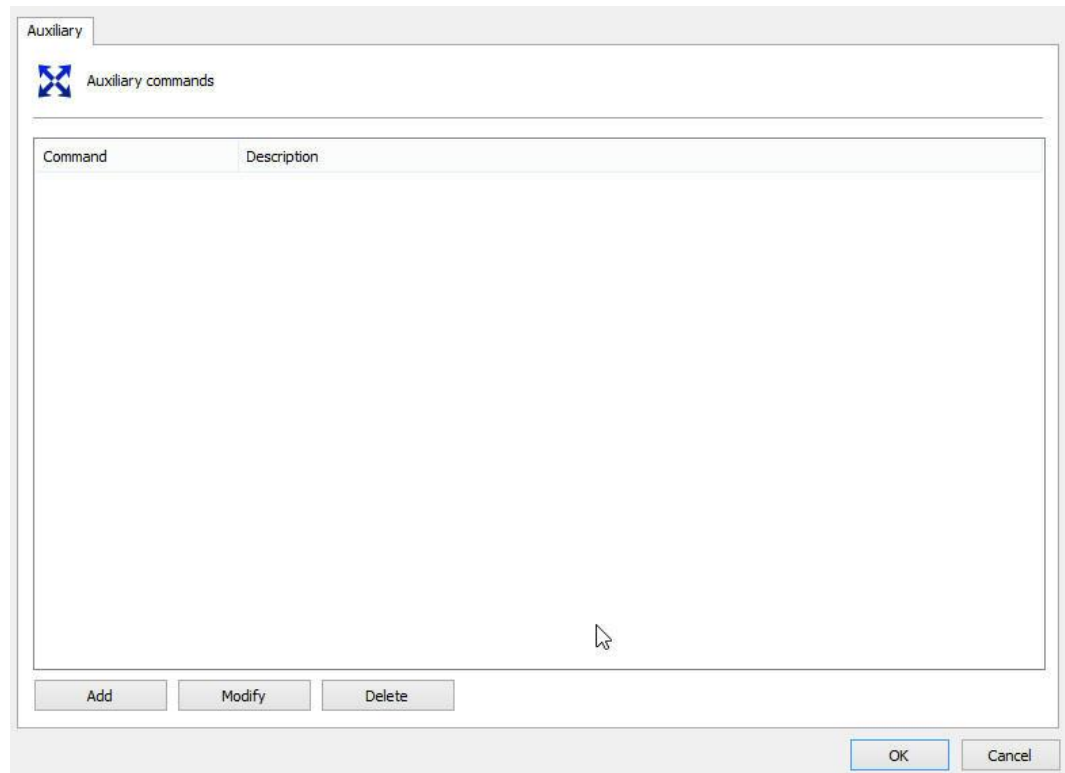 Auxiliary
Auxiliary commands
Command Description
Add Modify Delete
OK Cancel